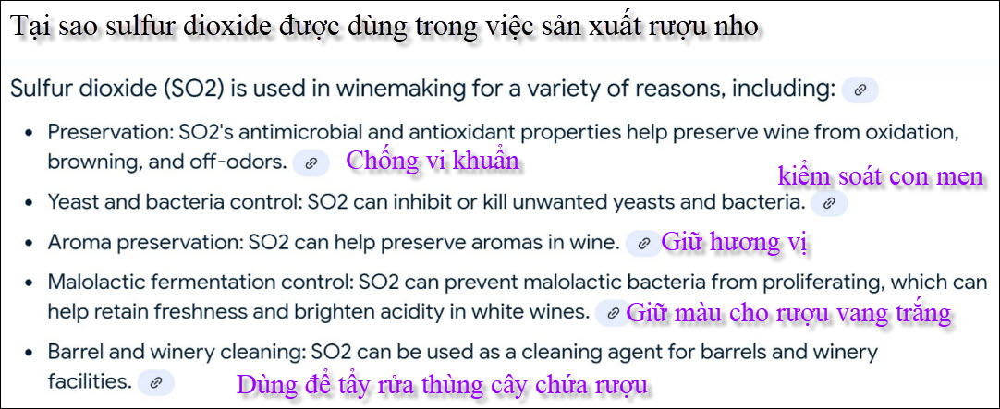 Tại sao sulfur dioxide được dùng trong việc sản xuất rượu nho
Sulfur dioxide (SO2) is used in winemaking for a variety of reasons, including:
• Preservation: SO2's antimicrobial and antioxidant properties help preserve wine from oxidation,
browning, and off-odors. Chống vi khuẩn
kiểm soát con men
• Yeast and bacteria control: SO2 can inhibit or kill unwanted yeasts and bacteria.
• Aroma preservation: SO2 can help preserve aromas in wine. Giữ hương vị
• Malolactic fermentation control: SO2 can prevent malolactic bacteria from proliferating, which can
help retain freshness and brighten acidity in white wines. Giữ màu cho rượu vang trắng
• Barrel and winery cleaning: SO2 can be used as a cleaning agent for barrels and winery
facilities. Dùng để tẩy rửa thùng cây chứa rượu